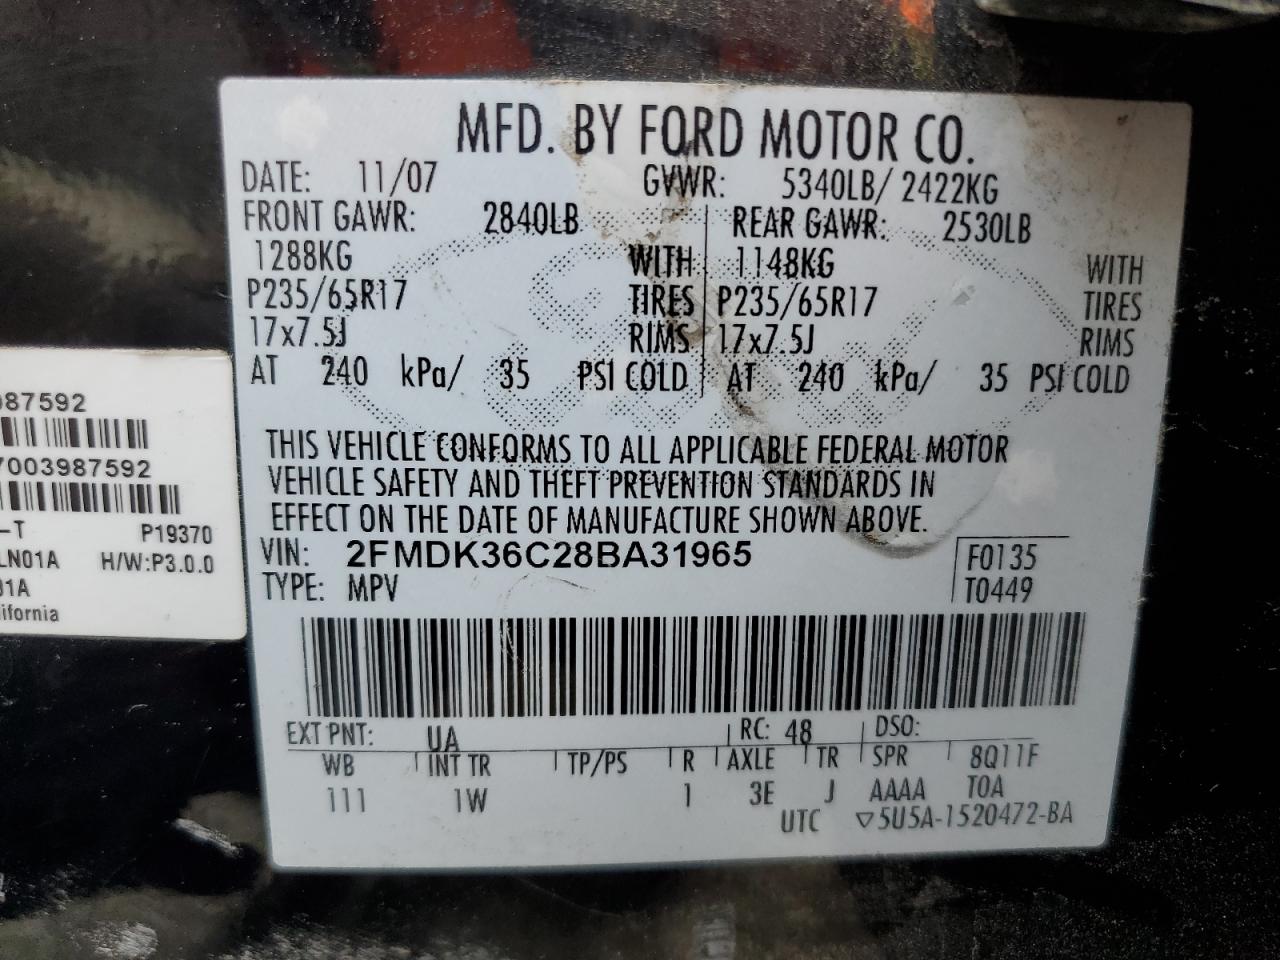 MFD. BY FORD MOTOR CO.
DATE: 11/07 GVWR: 5340LB/ 2422KG
FRONT GAWR: 2840LB REAR GAWR: 2530LB
1288KG WITH 1148KG WITH
P235/65R17 TIRES P235/65R17 TIRES
17x7.5J RIMS 17x7.5J RIMS
AT 240 kPa/ 35 PSI COLD AT 240 kPa/ 35 PSI COLD
THIS VEHICLE CONFORMS TO ALL APPLICABLE FEDERAL MOTOR
VEHICLE SAFETY AND THEFT PREVENTION STANDARDS IN
EFFECT ON THE DATE OF MANUFACTURE SHOWN ABOVE.
VIN: 2FMDK36C28BA31965 F0135
TYPE: MPV T0449
EXT PNT: UA RC: 48 DSO:
WB INT TR TP/PS R AXLE TR SPR 8Q11F
111 1W 1 3E J AAAA TOA
UTC ▽5U5A-1520472-BA
987592
7003987592
-T P19370
LN01A H/W:P3.0.0
01A
ifornia